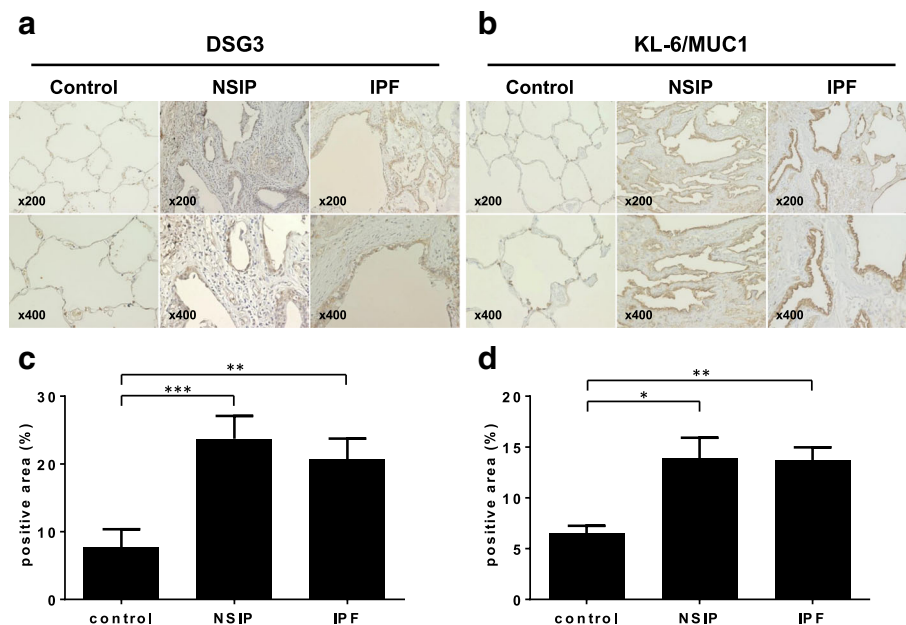 a
b
DSG3
KL-6/MUC1
Control NSIP IPF
Control NSIP IPF
x200 x200 x200
x200 x200 x200
x400 x400 x400
x400 x400 x400
c
d
**
***
30
20
10
0
positive area (%)
control NSIP IPF
**
*
20
15
10
5
0
positive area (%)
control NSIP IPF